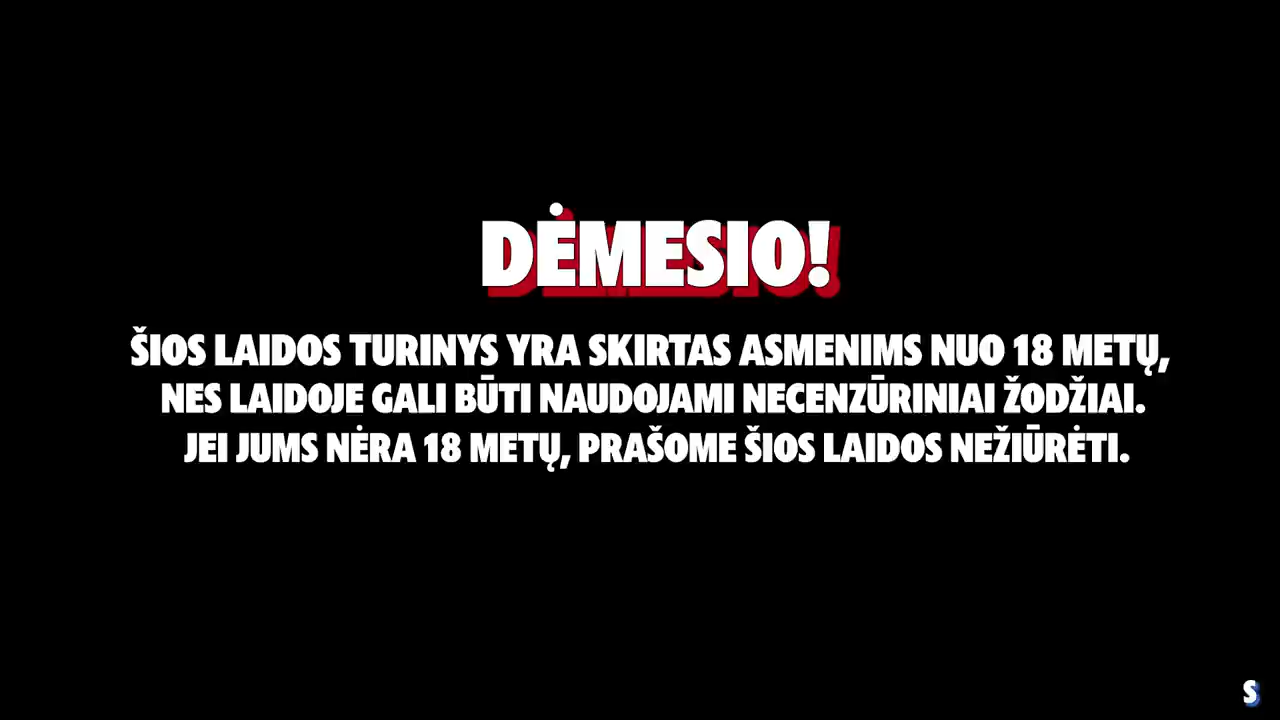 DĖMESIO!
ŠIOS LAIDOS TURINYS YRA SKIRTAS ASMENIMS NUO 18 METŲ,
NES LAIDOJE GALI BŪTI NAUDOJAMI NECENZŪRINIAI ŽODŽIAI.
JEI JUMS NĖRA 18 METŲ, PRAŠOME ŠIOS LAIDOS NEŽIŪRĖTI.
S